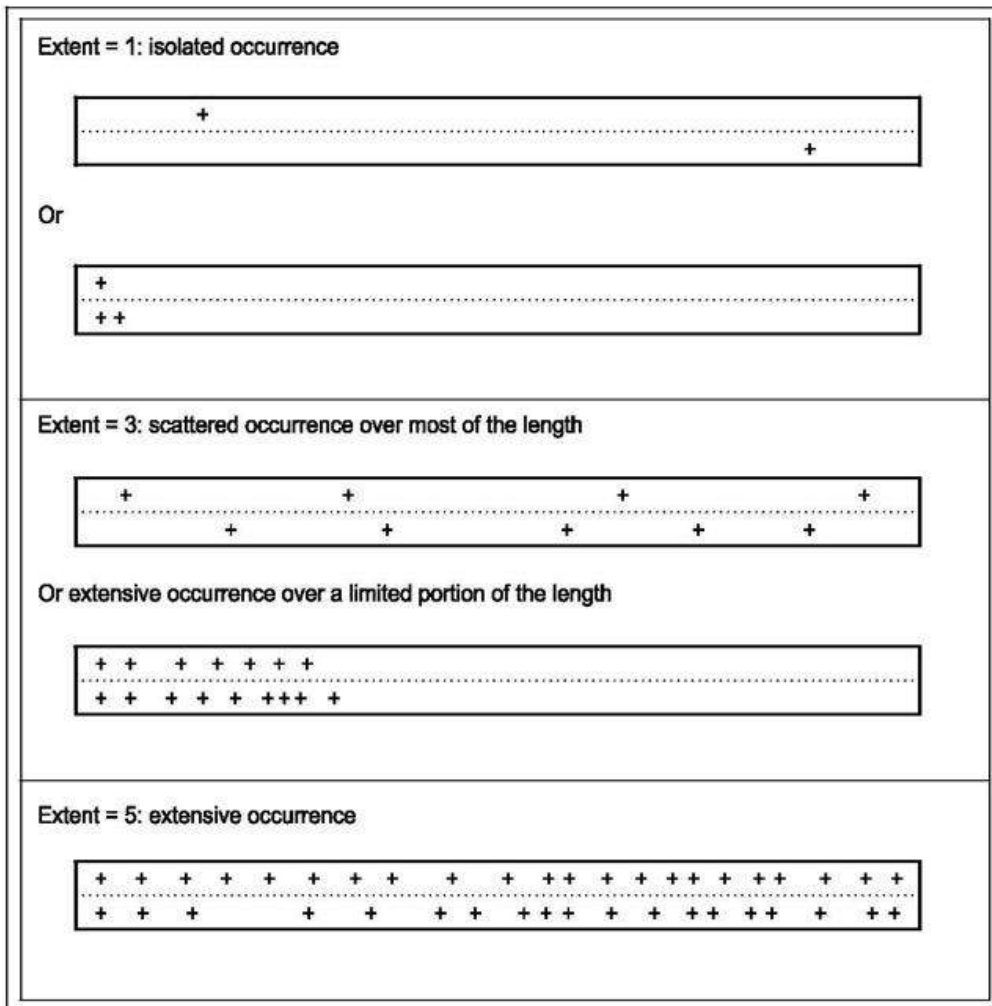 Extent = 1: isolated occurrence
+
+
Or
+
+ +
Extent = 3: scattered occurrence over most of the length
+ + + +
+ + + + +
Or extensive occurrence over a limited portion of the length
+ + + + + + +
+ + + + + +++ +
Extent = 5: extensive occurrence
+ + + + + + + + + + + + + + + + + + + + + +
+ + + + + + + + + + + + + + + + + + + +